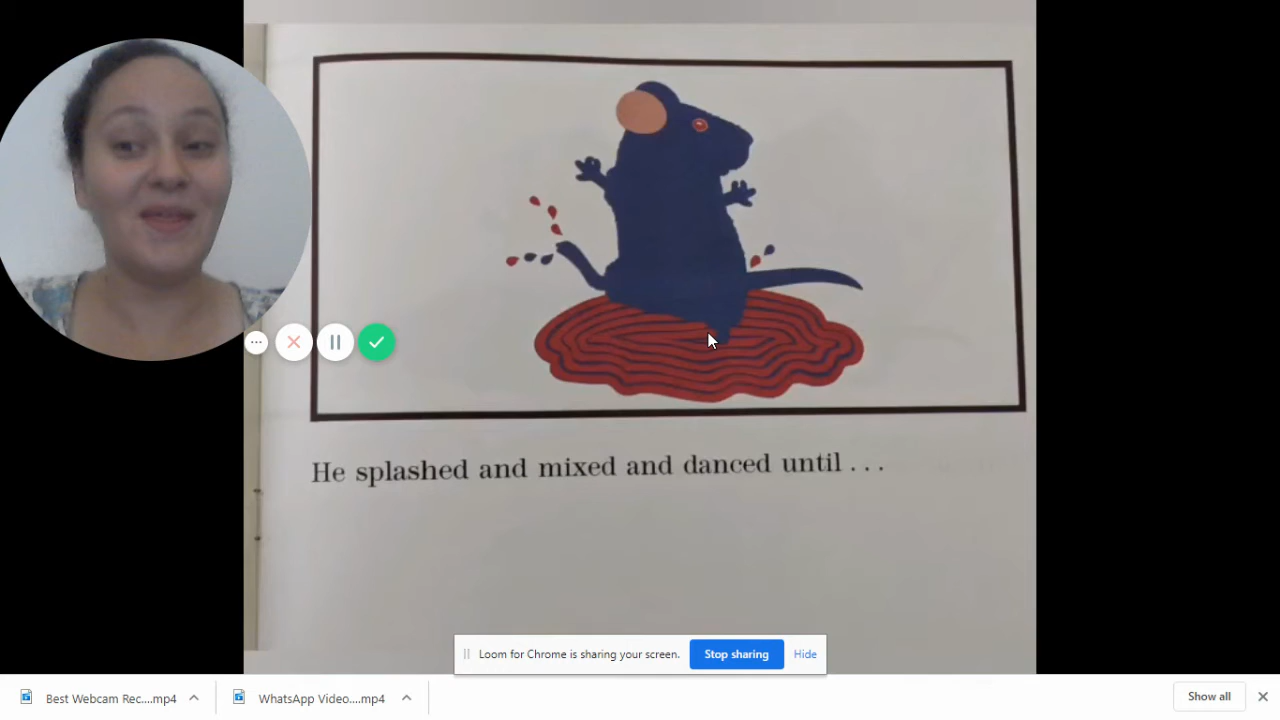 He splashed and mixed and danced until . . .
Loom for Chrome is sharing your screen.
Stop sharing
Hide
Best Webcam Rec....mp4
WhatsApp Video....mp4
Show all